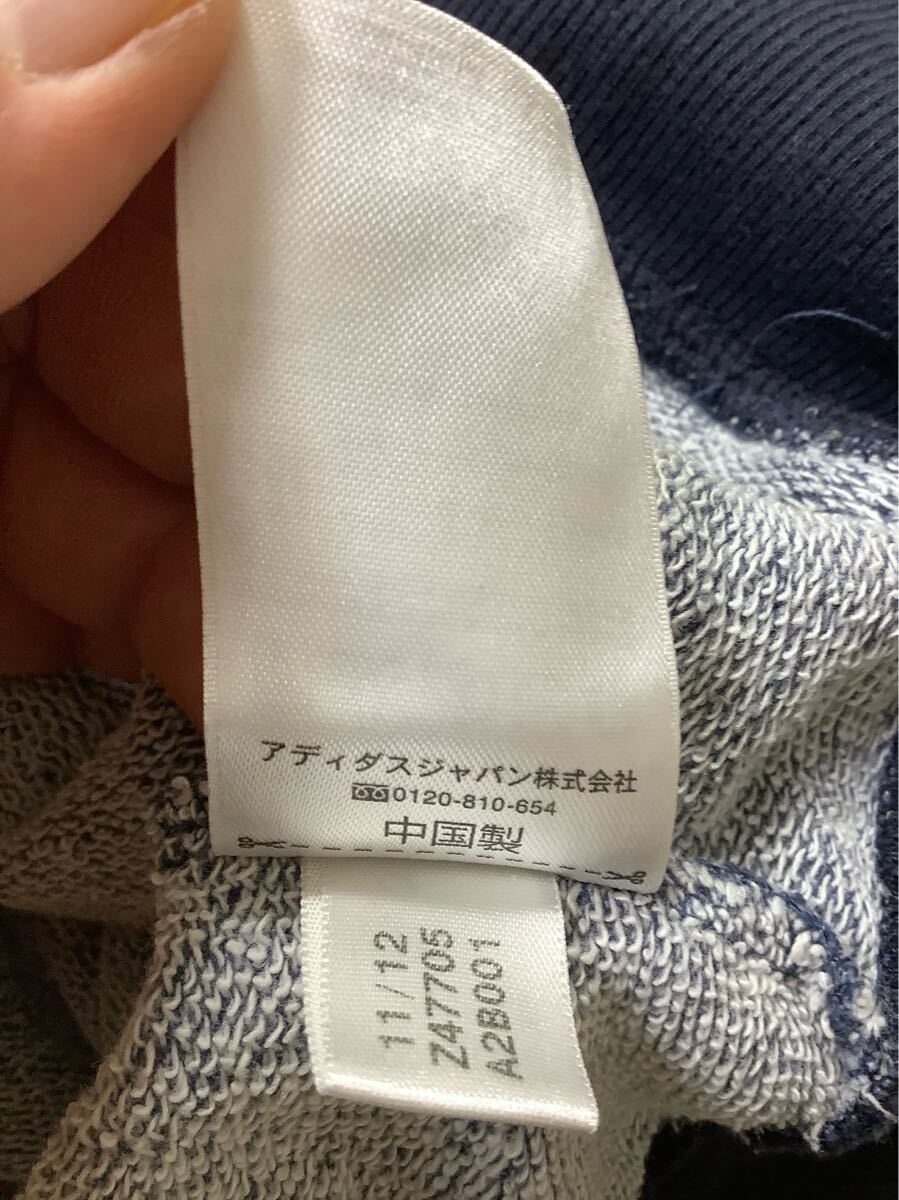 アディダスジャパン株式会社
0120-810-654
中国製
11/12
Z47705
A2B001